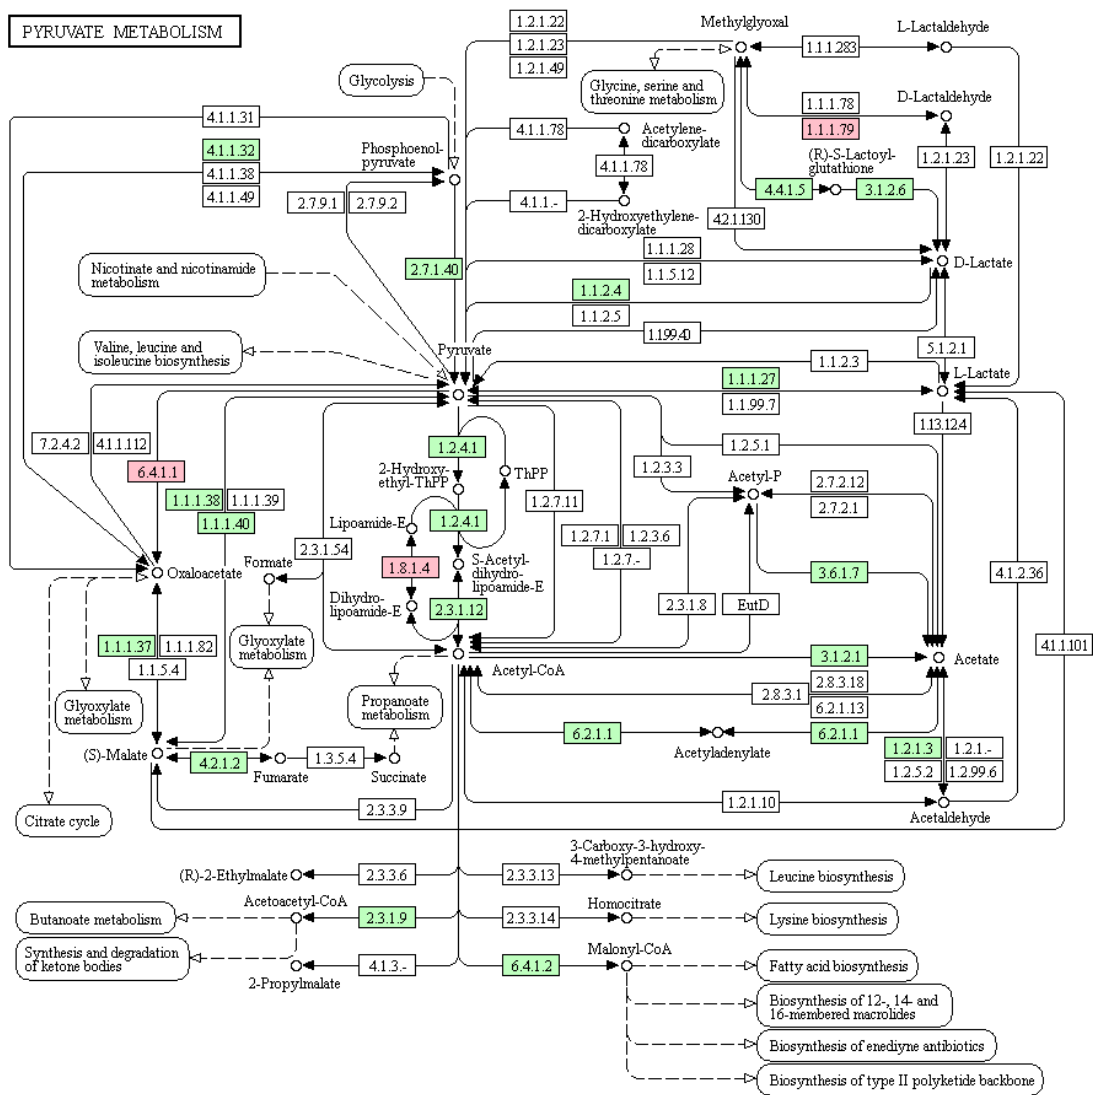 PYRUVATE METABOLISM
1.2.1.22
1.2.1.23
1.2.1.49
Methylglyoxal
1.1.1.283
L-Lactaldehyde
Glycolysis
Glycine, serine and
threonine metabolism
1.1.1.78
1.1.1.79
D-Lactaldehyde
4.1.1.31
4.1.1.32
4.1.1.38
4.1.1.49
Phosphoenol-
pyruvate
4.1.1.78
Acetylene-
dicarboxylate
4.1.1.78
4.1.1.-
2-Hydroxyethylene-
dicarboxylate
(R)-S-Lactoyl-
glutathione
1.2.1.23
1.2.1.22
4.4.1.5
3.1.2.6
2.7.9.1
2.7.9.2
4.2.1.130
1.1.1.28
1.1.5.12
D-Lactate
Nicotinate and nicotinamide
metabolism
2.7.1.40
1.1.2.4
1.1.2.5
1.1.99.40
Valine, leucine and
isoleucine biosynthesis
Pyruvate
5.1.2.1
1.1.2.3
L-Lactate
1.1.1.27
1.1.99.7
1.13.12.4
7.2.4.2
4.1.1.112
6.4.1.1
1.2.4.1
1.2.5.1
1.2.3.3
2-Hydroxy-
ethyl-ThPP
ThPP
Acetyl-P
2.7.2.12
2.7.2.1
1.1.1.38
1.1.1.39
1.1.1.40
1.2.7.11
Lipoamide-E
1.2.4.1
1.2.7.1
1.2.3.6
1.2.7.-
2.3.1.54
Formate
Oxaloacetate
1.8.1.4
S-Acetyl-
dihydro-
lipoamide-E
3.6.1.7
4.1.2.36
Dihydro-
lipoamide-E
2.3.1.12
2.3.1.8
EutD
1.1.1.37
1.1.1.82
1.1.5.4
Glyoxylate
metabolism
4.1.1.101
Acetyl-CoA
3.1.2.1
Acetate
Glyoxylate
metabolism
Propanoate
metabolism
2.8.3.1
2.8.3.18
6.2.1.13
6.2.1.1
Acetyladenylate
6.2.1.1
(S)-Malate
4.2.1.2
Fumarate
1.3.5.4
Succinate
1.2.1.3
1.2.1.-
1.2.5.2
1.2.99.6
Citrate cycle
2.3.3.9
1.2.1.10
Acetaldehyde
(R)-2-Ethylmalate
2.3.3.6
2.3.3.13
3-Carboxy-3-hydroxy-
4-methylpentanoate
Leucine biosynthesis
Butanoate metabolism
Acetoacetyl-CoA
2.3.1.9
2.3.3.14
Homocitrate
Lysine biosynthesis
Synthesis and degradation
of ketone bodies
2-Propylmalate
4.1.3.-
6.4.1.2
Malonyl-CoA
Fatty acid biosynthesis
Biosynthesis of 12-, 14- and
16-membered macrolides
Biosynthesis of enediyne antibiotics
Biosynthesis of type II polyketide backbone